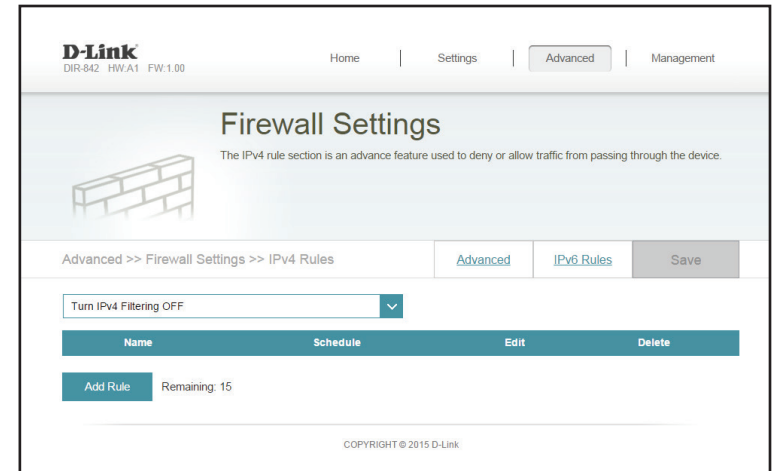 D-Link
DIR-842 HW:A1 FW:1.00
Home
Settings
Advanced
Management
Firewall Settings
The IPv4 rule section is an advance feature used to deny or allow traffic from passing through the device.
Advanced >> Firewall Settings >> IPv4 Rules
Advanced
IPv6 Rules
Save
Turn IPv4 Filtering OFF
Name Schedule Edit Delete
Add Rule Remaining: 15
COPYRIGHT © 2015 D-Link